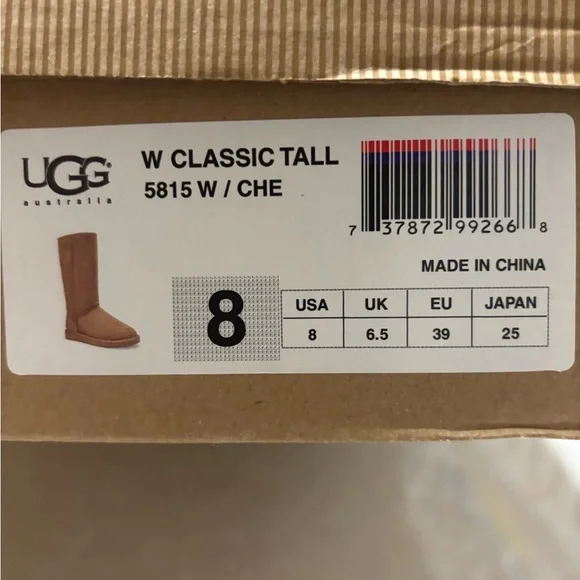 UGG®
australia
W CLASSIC TALL
5815 W / CHE
7 37872 99266 8
MADE IN CHINA
8
USA UK EU JAPAN
8 6.5 39 25